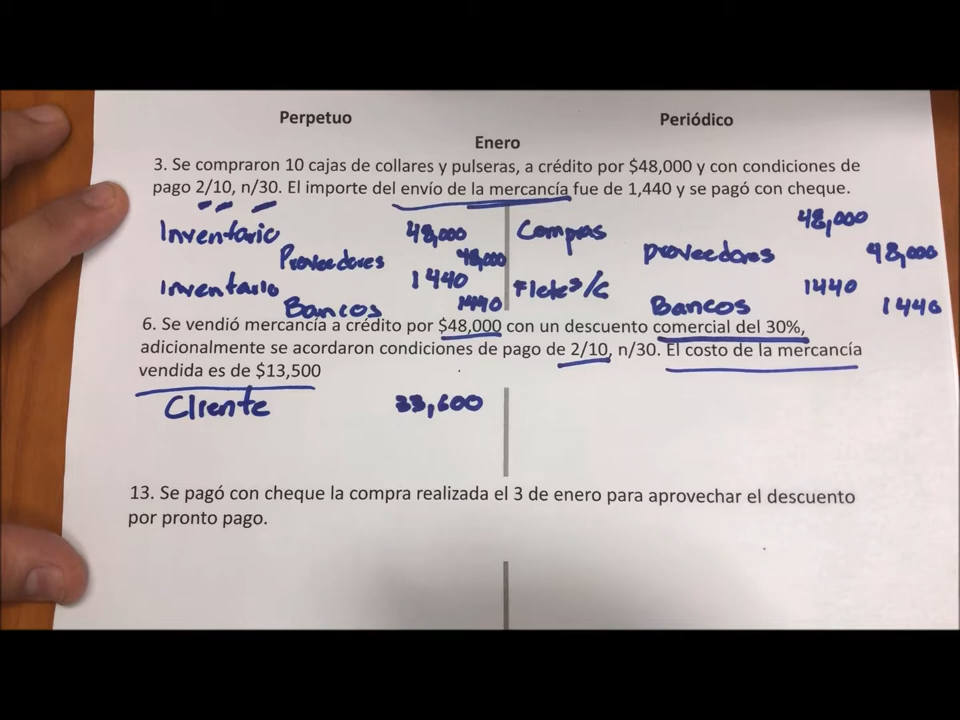 Perpetuo Periódico
Enero
3. Se compraron 10 cajas de collares y pulseras, a crédito por $48,000 y con condiciones de
pago 2/10, n/30. El importe del envío de la mercancía fue de 1,440 y se pagó con cheque.
Inventario 48,000 Compras 48,000
Proveedores 48,000 Proveedores 48,000
Inventario 1440 Fletes/c 1440
Bancos 1440 Bancos 1440
6. Se vendió mercancía a crédito por $48,000 con un descuento comercial del 30%,
adicionalmente se acordaron condiciones de pago de 2/10, n/30. El costo de la mercancía
vendida es de $13,500
Cliente 33,600
13. Se pagó con cheque la compra realizada el 3 de enero para aprovechar el descuento
por pronto pago.